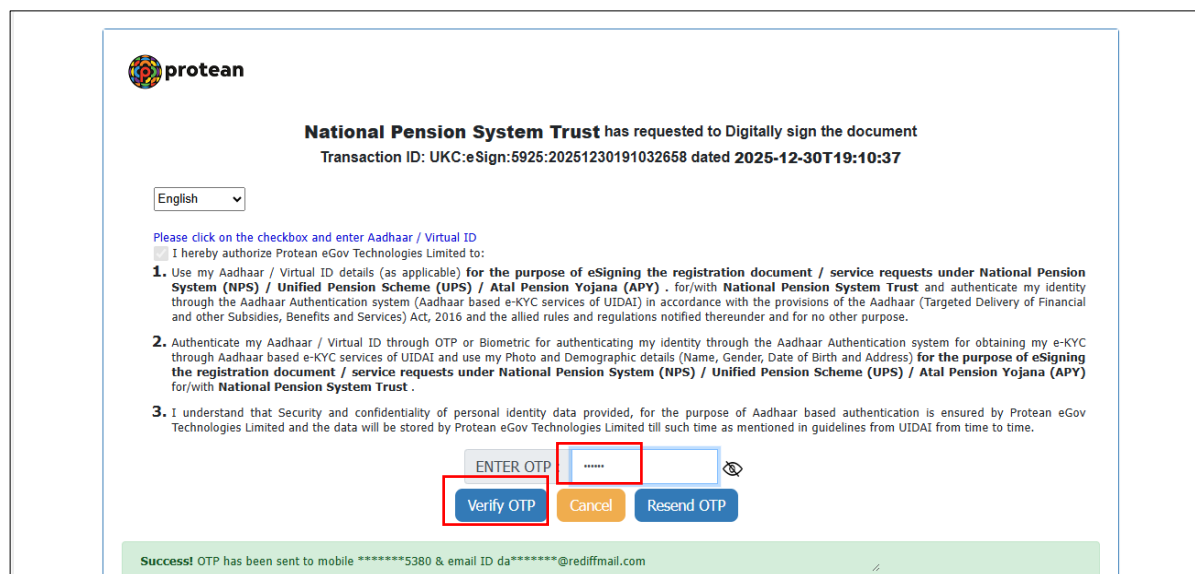 protean
National Pension System Trust has requested to Digitally sign the document
Transaction ID: UKC:eSign:5925:20251230191032658 dated 2025-12-30T19:10:37
English
Please click on the checkbox and enter Aadhaar / Virtual ID
I hereby authorize Protean eGov Technologies Limited to:
1. Use my Aadhaar / Virtual ID details (as applicable) for the purpose of eSigning the registration document / service requests under National Pension
System (NPS) / Unified Pension Scheme (UPS) / Atal Pension Yojana (APY) . for/with National Pension System Trust and authenticate my identity
through the Aadhaar Authentication system (Aadhaar based e-KYC services of UIDAI) in accordance with the provisions of the Aadhaar (Targeted Delivery of Financial
and other Subsidies, Benefits and Services) Act, 2016 and the allied rules and regulations notified thereunder and for no other purpose.
2. Authenticate my Aadhaar / Virtual ID through OTP or Biometric for authenticating my identity through the Aadhaar Authentication system for obtaining my e-KYC
through Aadhaar based e-KYC services of UIDAI and use my Photo and Demographic details (Name, Gender, Date of Birth and Address) for the purpose of eSigning
the registration document / service requests under National Pension System (NPS) / Unified Pension Scheme (UPS) / Atal Pension Yojana (APY)
for/with National Pension System Trust .
3. I understand that Security and confidentiality of personal identity data provided, for the purpose of Aadhaar based authentication is ensured by Protean eGov
Technologies Limited and the data will be stored by Protean eGov Technologies Limited till such time as mentioned in guidelines from UIDAI from time to time.
ENTER OTP : ••••••
Verify OTP Cancel Resend OTP
Success! OTP has been sent to mobile *******5380 & email ID da*******@rediffmail.com